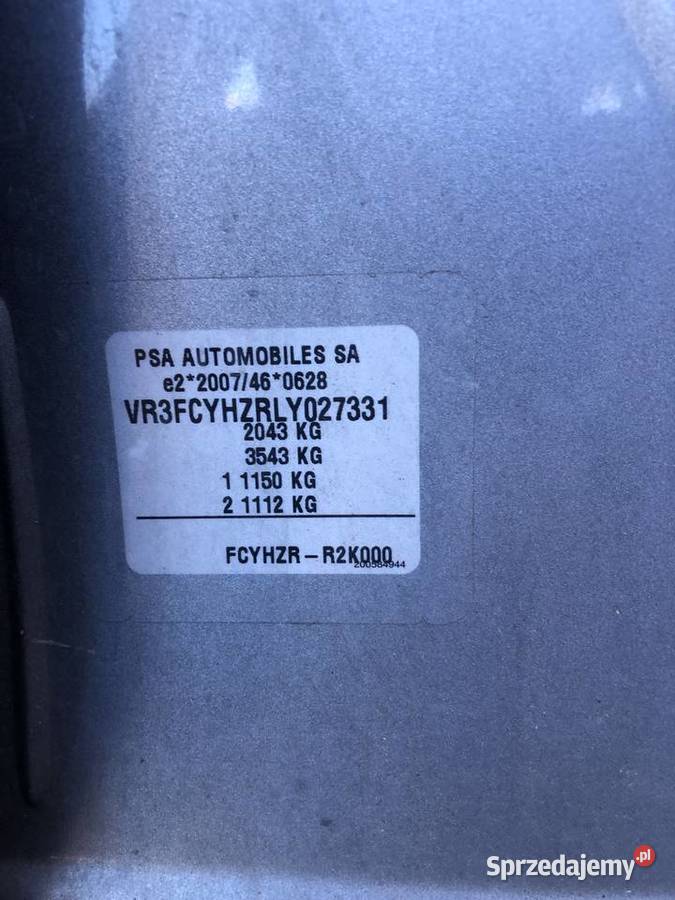 PSA AUTOMOBILES SA
e2*2007/46*0628
VR3FCYHZRLY027331
2043 KG
3543 KG
1 1150 KG
2 1112 KG
FCYHZR – R2K000
200584944
Sprzedajemy.pl